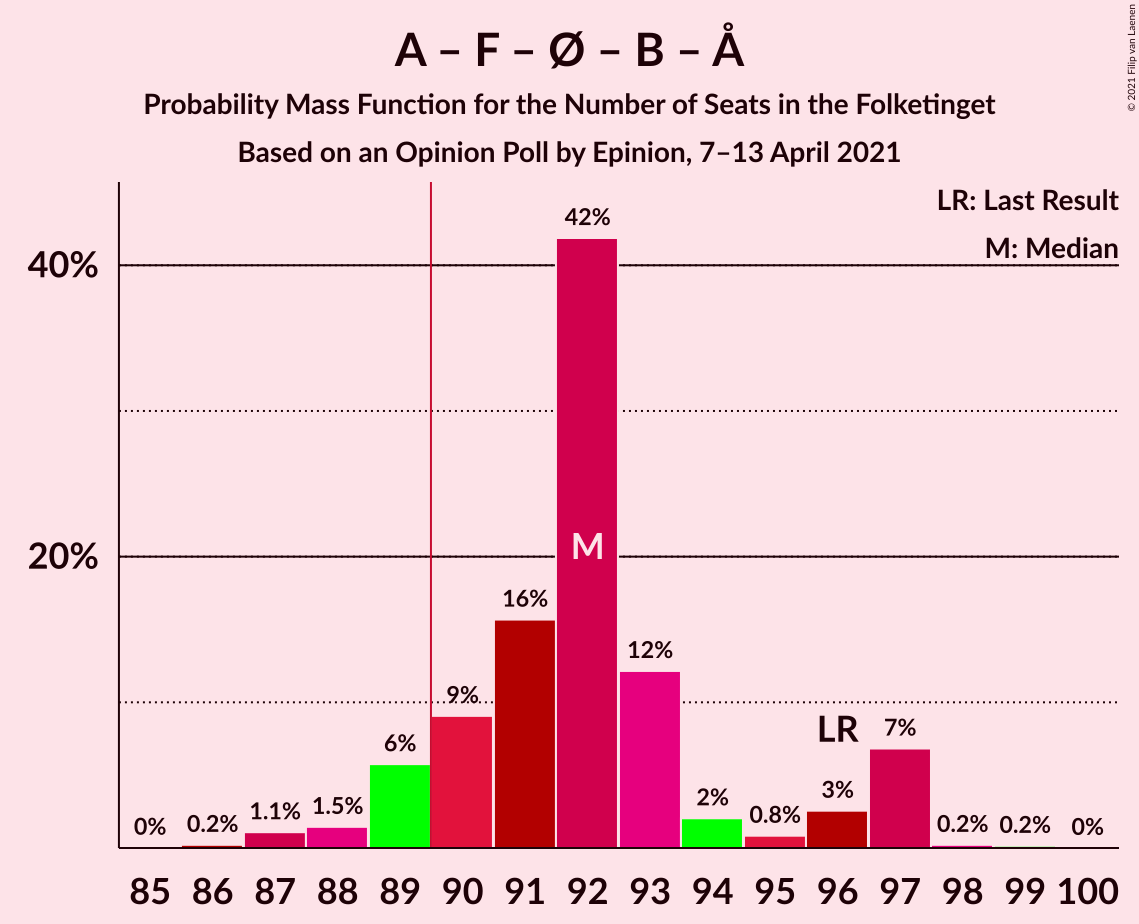 A – F – Ø – B – Å
Probability Mass Function for the Number of Seats in the Folketinget
Based on an Opinion Poll by Epinion, 7–13 April 2021
© 2021 Filip van Laenen
LR: Last Result
M: Median
40%
20%
0%
0.2%
1.1%
1.5%
6%
9%
16%
42%
M
12%
2%
0.8%
LR
3%
7%
0.2%
0.2%
0%
85 86 87 88 89 90 91 92 93 94 95 96 97 98 99 100